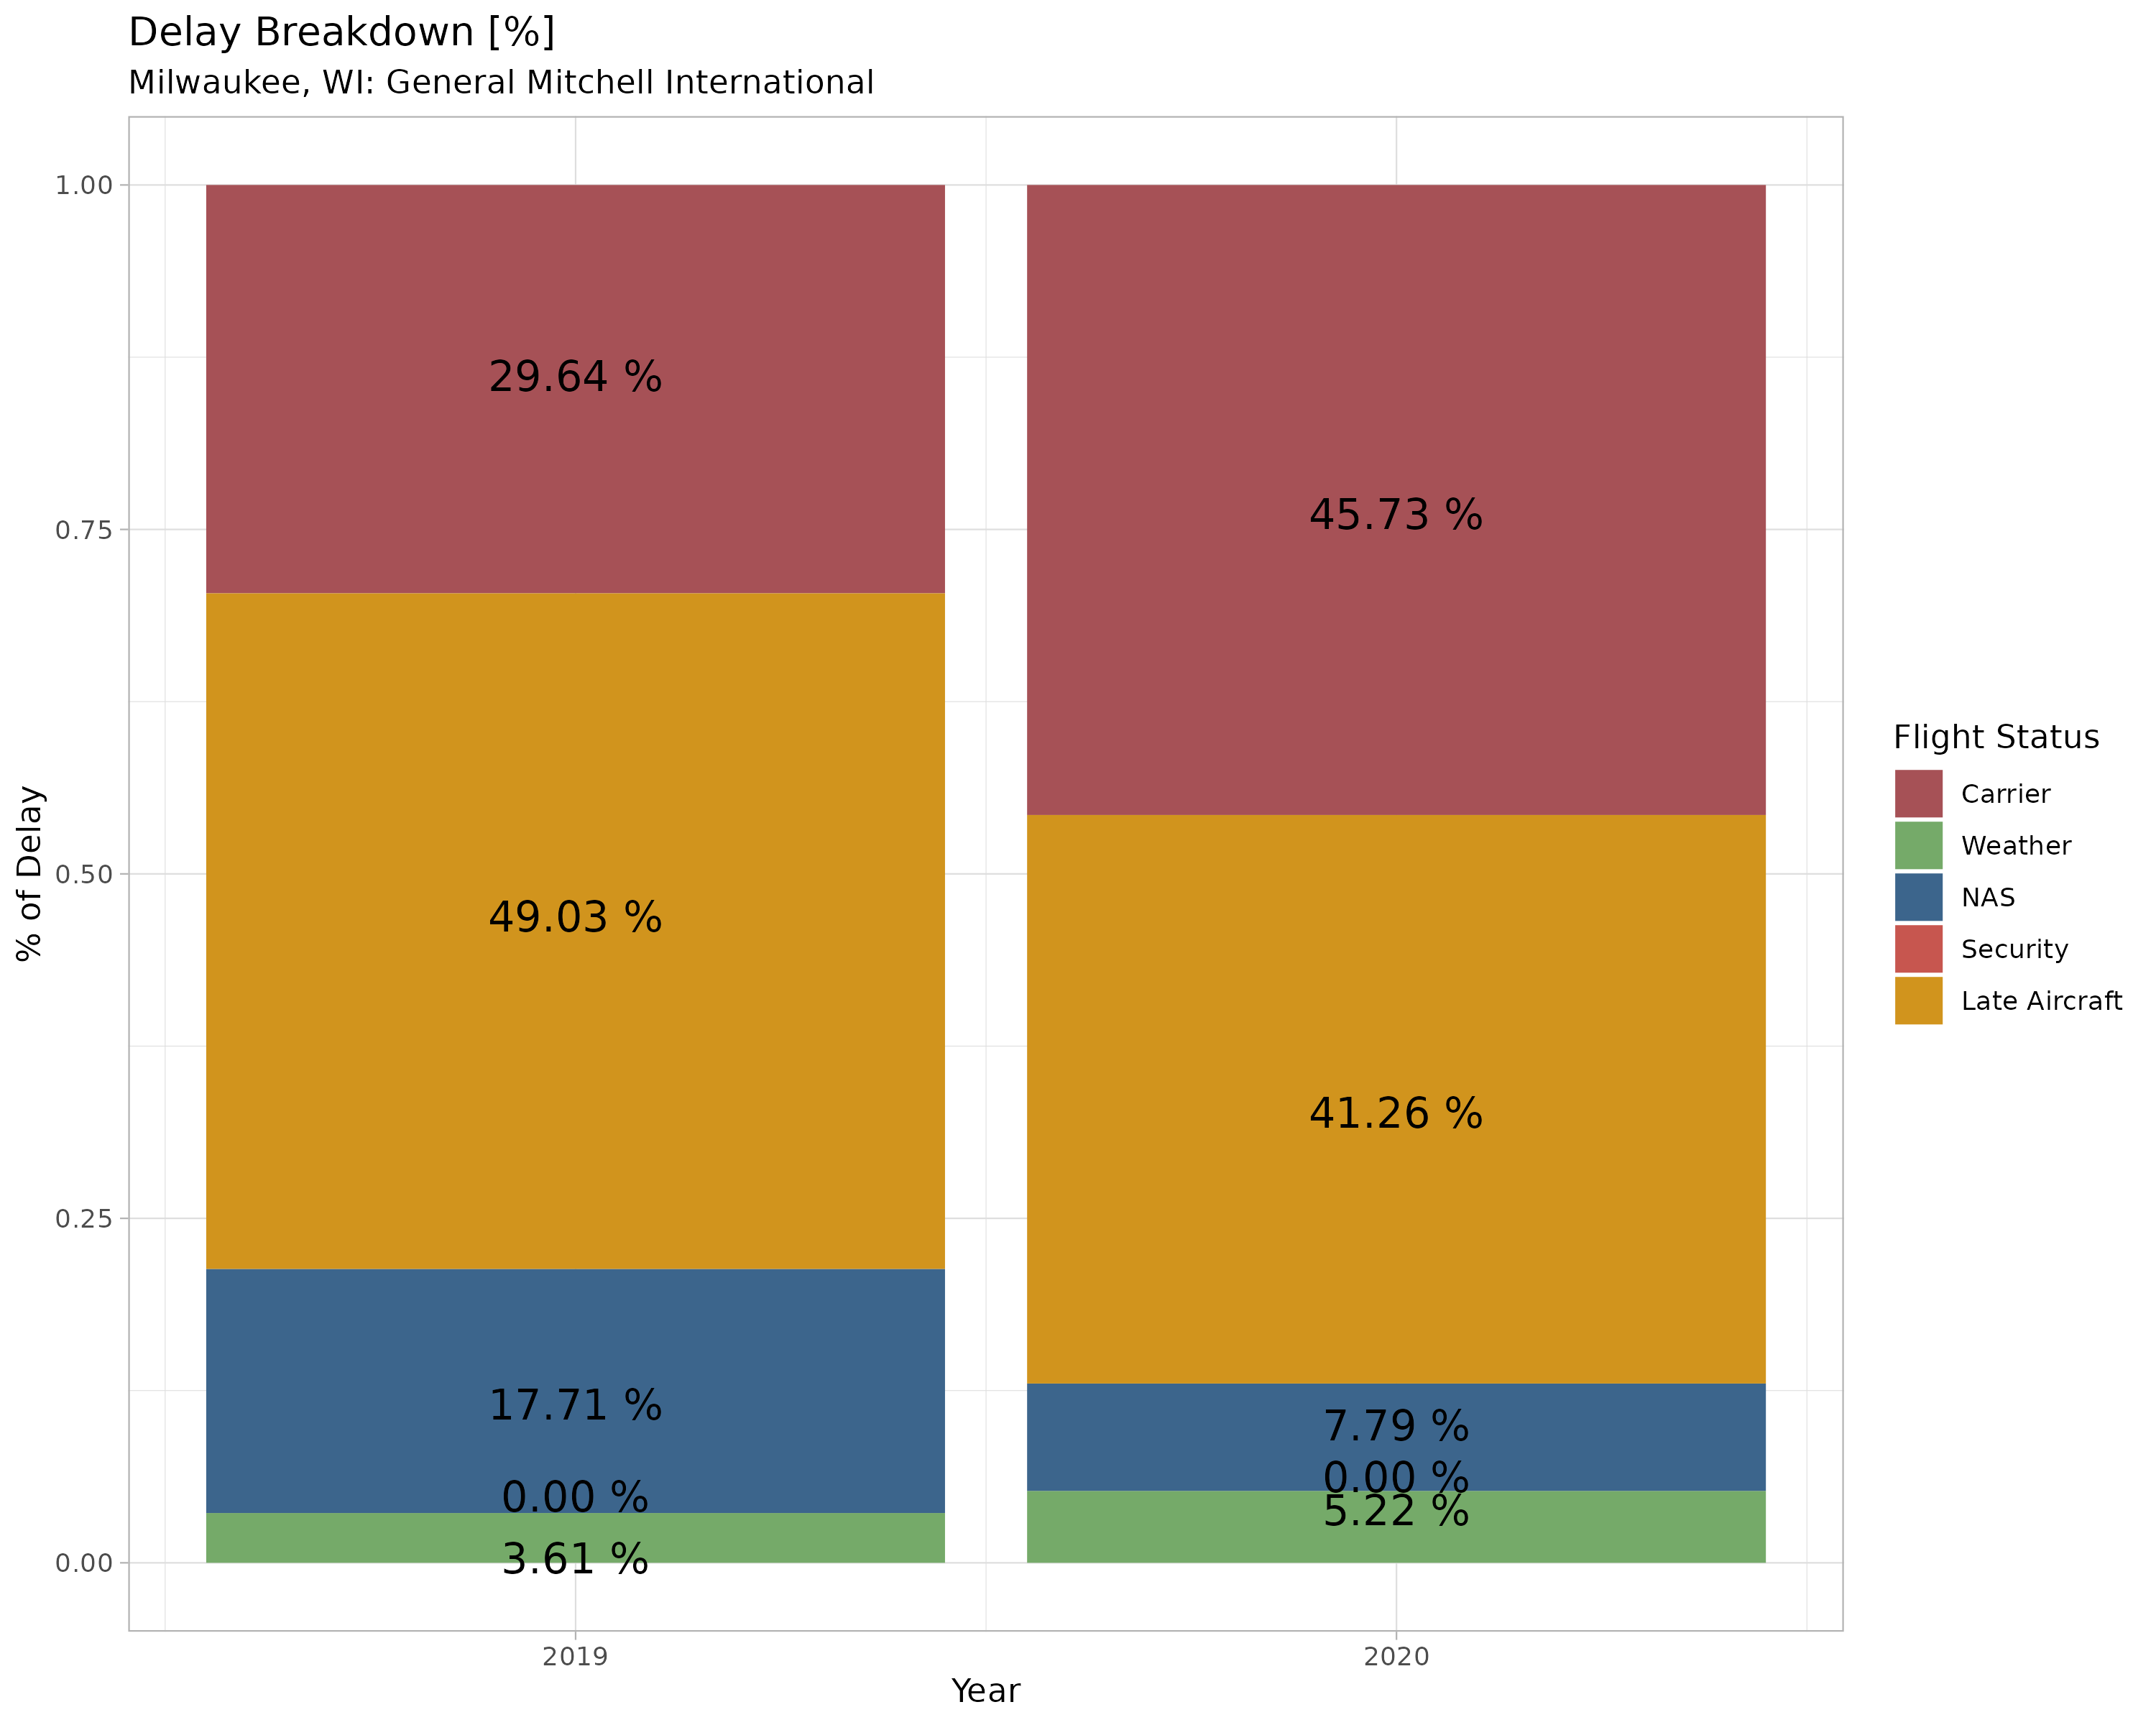 Delay Breakdown [%]
Milwaukee, WI: General Mitchell International
1.00
0.75
0.50
0.25
0.00
% of Delay
29.64 %
49.03 %
17.71 %
0.00 %
3.61 %
45.73 %
41.26 %
7.79 %
0.00 %
5.22 %
2019
2020
Year
Flight Status
Carrier
Weather
NAS
Security
Late Aircraft